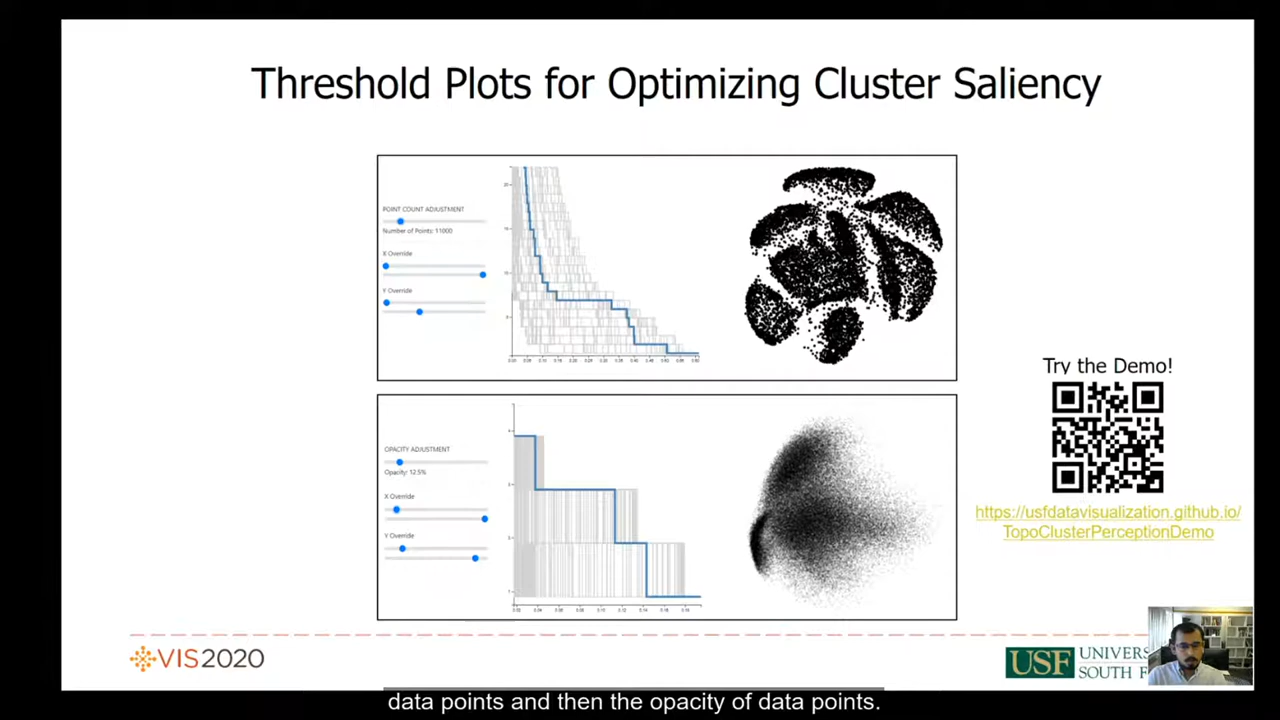 Threshold Plots for Optimizing Cluster Saliency
POINT COUNT ADJUSTMENT
Number of Points: 11000
X Override
Y Override
OPACITY ADJUSTMENT
Opacity: 12.5%
X Override
Y Override
Try the Demo!
https://usfdatavisualization.github.io/
TopoClusterPerceptionDemo
VIS2020
USF
UNIVERS
SOUTH F
data points and then the opacity of data points.